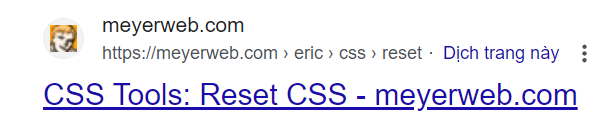 meyerweb.com
https://meyerweb.com › eric › css › reset · Dịch trang này
CSS Tools: Reset CSS - meyerweb.com